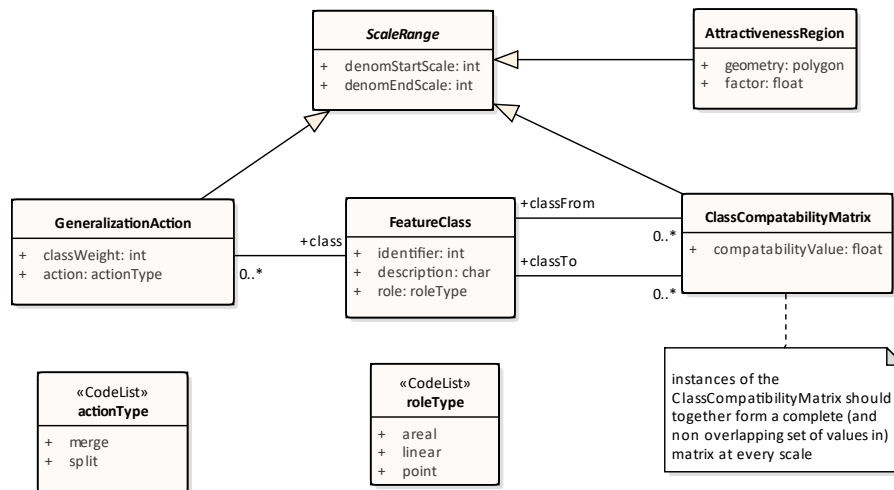 ScaleRange
+ denomStartScale: int
+ denomEndScale: int
AttractivenessRegion
+ geometry: polygon
+ factor: float
GeneralizationAction
+ classWeight: int
+ action: actionType
+class
0..*
FeatureClass
+ identifier: int
+ description: char
+ role: roleType
+classFrom
0..*
+classTo
0..*
ClassCompatabilityMatrix
+ compatabilityValue: float
«CodeList»
actionType
+ merge
+ split
«CodeList»
roleType
+ areal
+ linear
+ point
instances of the
ClassCompatibilityMatrix should
together form a complete (and
non overlapping set of values in)
matrix at every scale